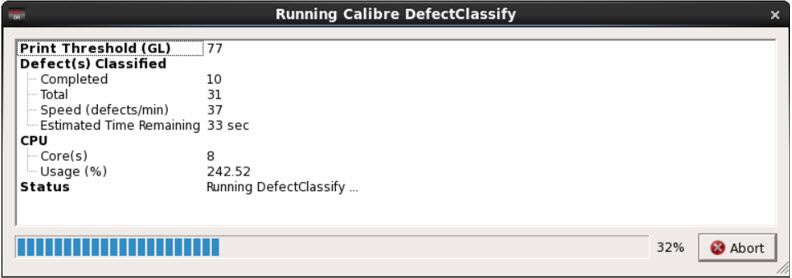 Running Calibre DefectClassify
Print Threshold (GL) 77
Defect(s) Classified
Completed 10
Total 31
Speed (defects/min) 37
Estimated Time Remaining 33 sec
CPU
Core(s) 8
Usage (%) 242.52
Status Running DefectClassify ...
32% Abort